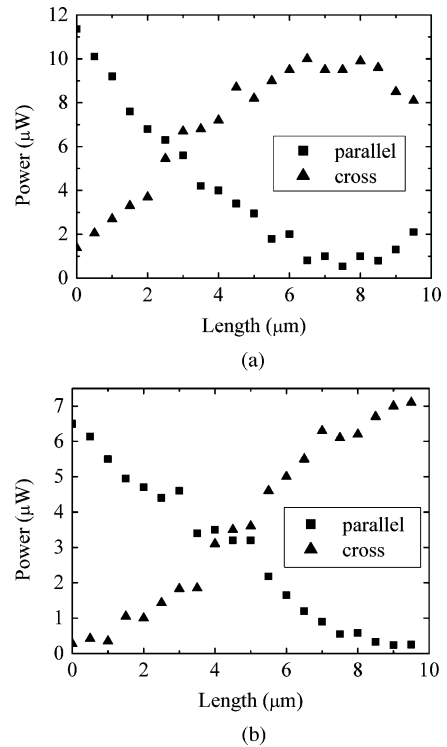 12
10
8
6
4
2
0
Power (μW)
parallel
cross
0 2 4 6 8 10
Length (μm)
(a)
7
6
5
4
3
2
1
0
Power (μW)
parallel
cross
0 2 4 6 8 10
Length (μm)
(b)